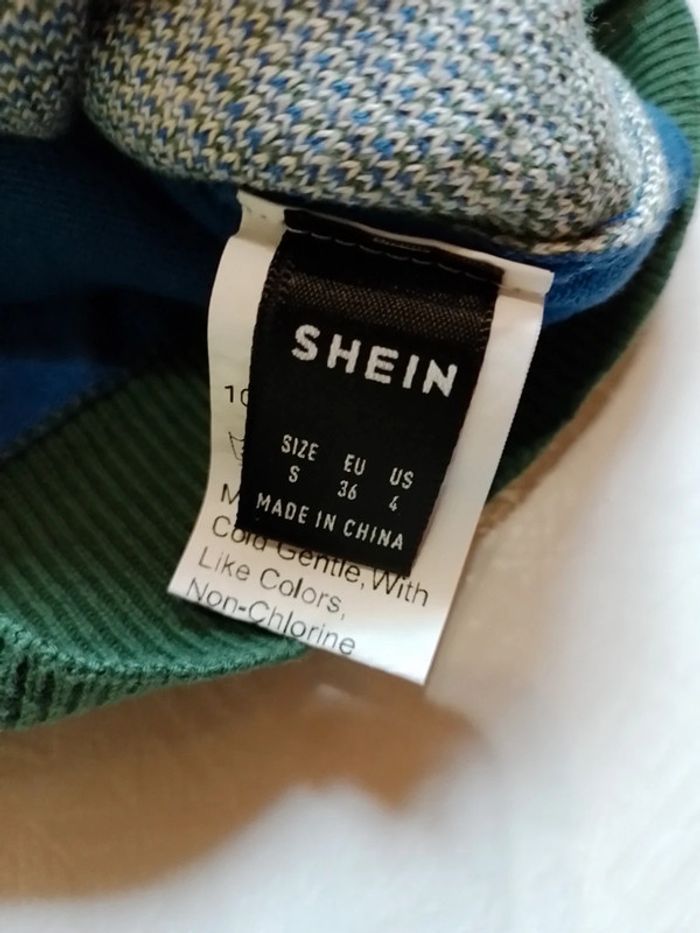 SHEIN
SIZE EU US
S 36 4
MADE IN CHINA
Cold Gentle, With
Like Colors,
Non-Chlorine